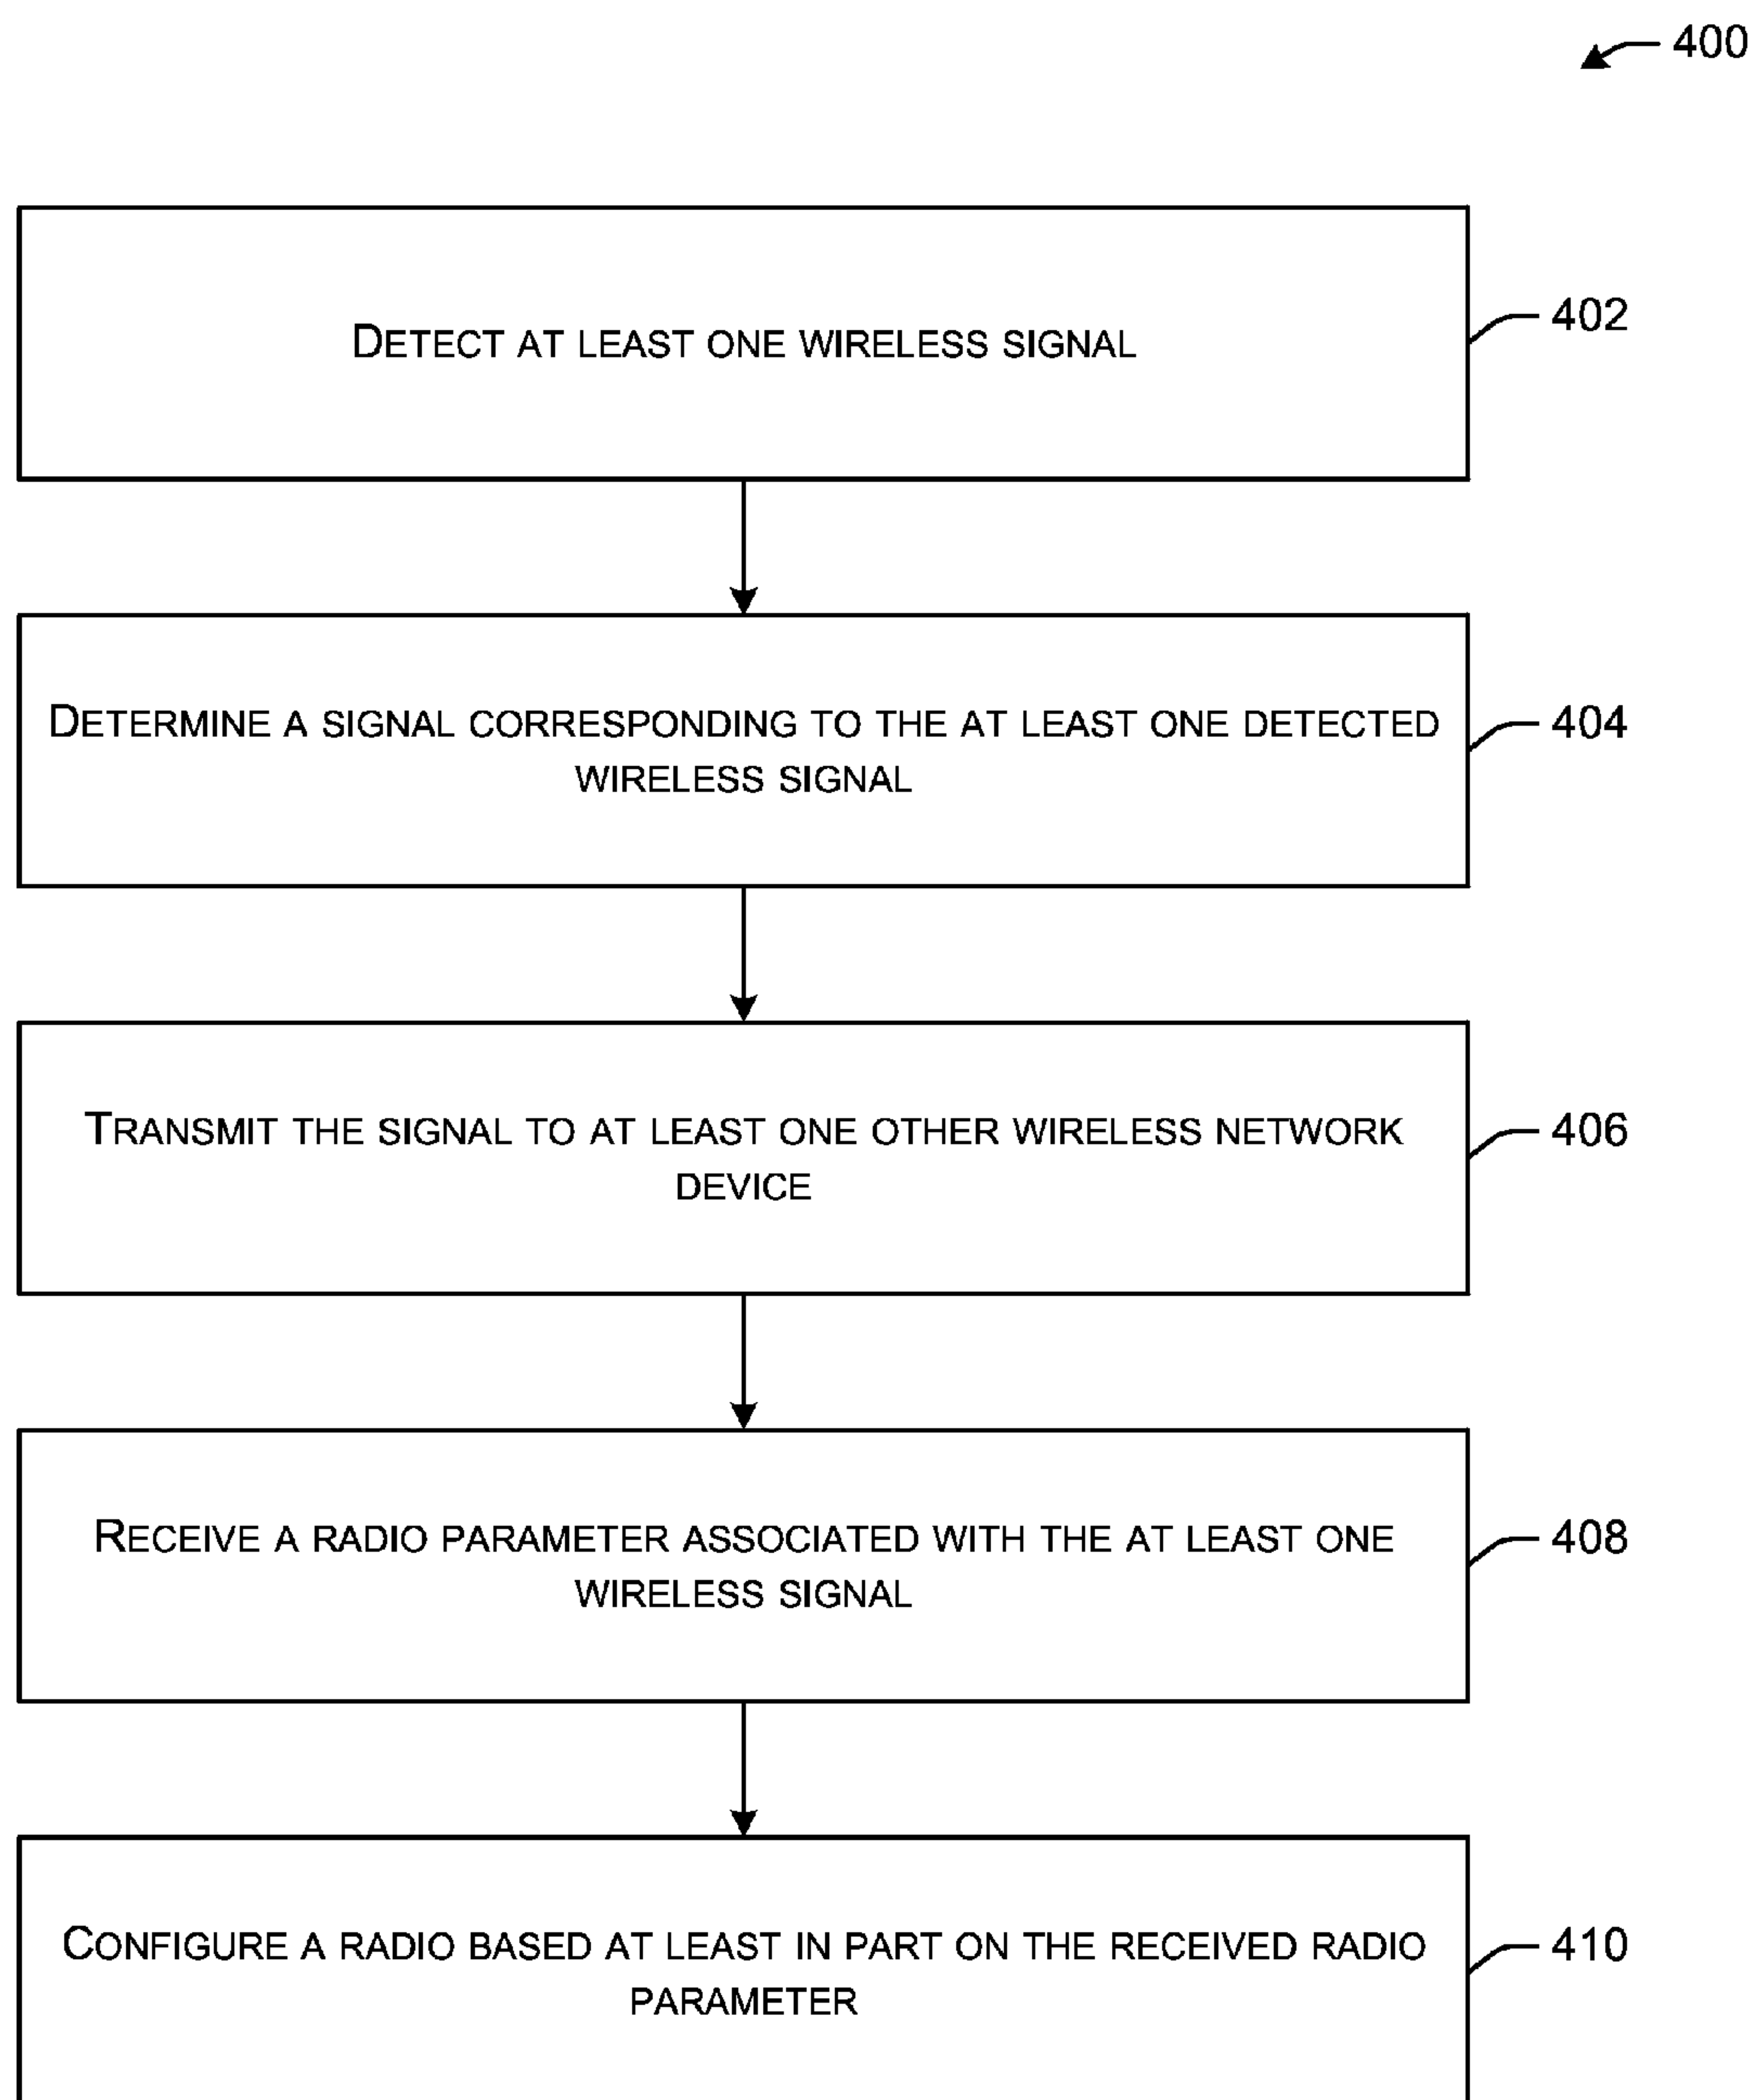 400
DETECT AT LEAST ONE WIRELESS SIGNAL
402
DETERMINE A SIGNAL CORRESPONDING TO THE AT LEAST ONE DETECTED
WIRELESS SIGNAL
404
TRANSMIT THE SIGNAL TO AT LEAST ONE OTHER WIRELESS NETWORK
DEVICE
406
RECEIVE A RADIO PARAMETER ASSOCIATED WITH THE AT LEAST ONE
WIRELESS SIGNAL
408
CONFIGURE A RADIO BASED AT LEAST IN PART ON THE RECEIVED RADIO
PARAMETER
410